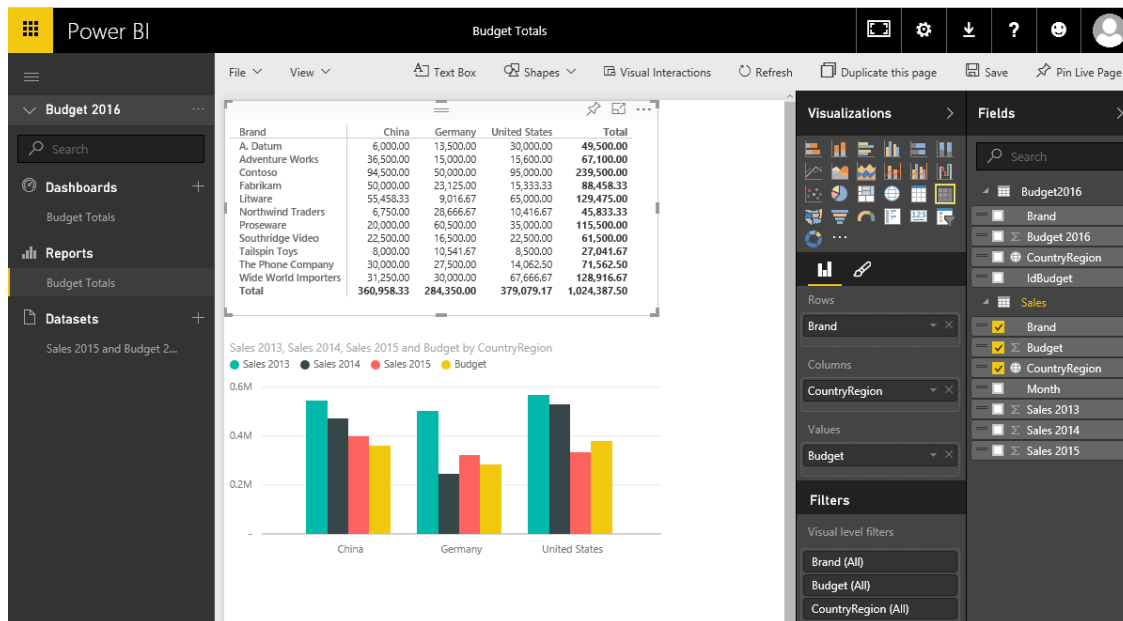 Power BI
Budget Totals
?
File View Text Box Shapes Visual Interactions Refresh Duplicate this page Save Pin Live Page
Budget 2016 ...
Search
Dashboards +
Budget Totals
Reports
Budget Totals
Datasets +
Sales 2015 and Budget 2...
Brand China Germany United States Total
A. Datum 6,000.00 13,500.00 30,000.00 49,500.00
Adventure Works 36,500.00 15,000.00 15,600.00 67,100.00
Contoso 94,500.00 50,000.00 95,000.00 239,500.00
Fabrikam 50,000.00 23,125.00 15,333.33 88,458.33
Litware 55,458.33 9,016.67 65,000.00 129,475.00
Northwind Traders 6,750.00 28,666.67 10,416.67 45,833.33
Proseware 20,000.00 60,500.00 35,000.00 115,500.00
Southridge Video 22,500.00 16,500.00 22,500.00 61,500.00
Tailspin Toys 8,000.00 10,541.67 8,500.00 27,041.67
The Phone Company 30,000.00 27,500.00 14,062.50 71,562.50
Wide World Importers 31,250.00 30,000.00 67,666.67 128,916.67
Total 360,958.33 284,350.00 379,079.17 1,024,387.50
Sales 2013, Sales 2014, Sales 2015 and Budget by CountryRegion
Sales 2013 Sales 2014 Sales 2015 Budget
0.6M
0.4M
0.2M
-
China Germany United States
Visualizations
R
123
...
Rows
Brand
Columns
CountryRegion
Values
Budget
Filters
Visual level filters
Brand (All)
Budget (All)
CountryRegion (All)
Fields
Search
Budget2016
Brand
Σ Budget 2016
CountryRegion
IdBudget
Sales
Brand
Σ Budget
CountryRegion
Month
Σ Sales 2013
Σ Sales 2014
Σ Sales 2015